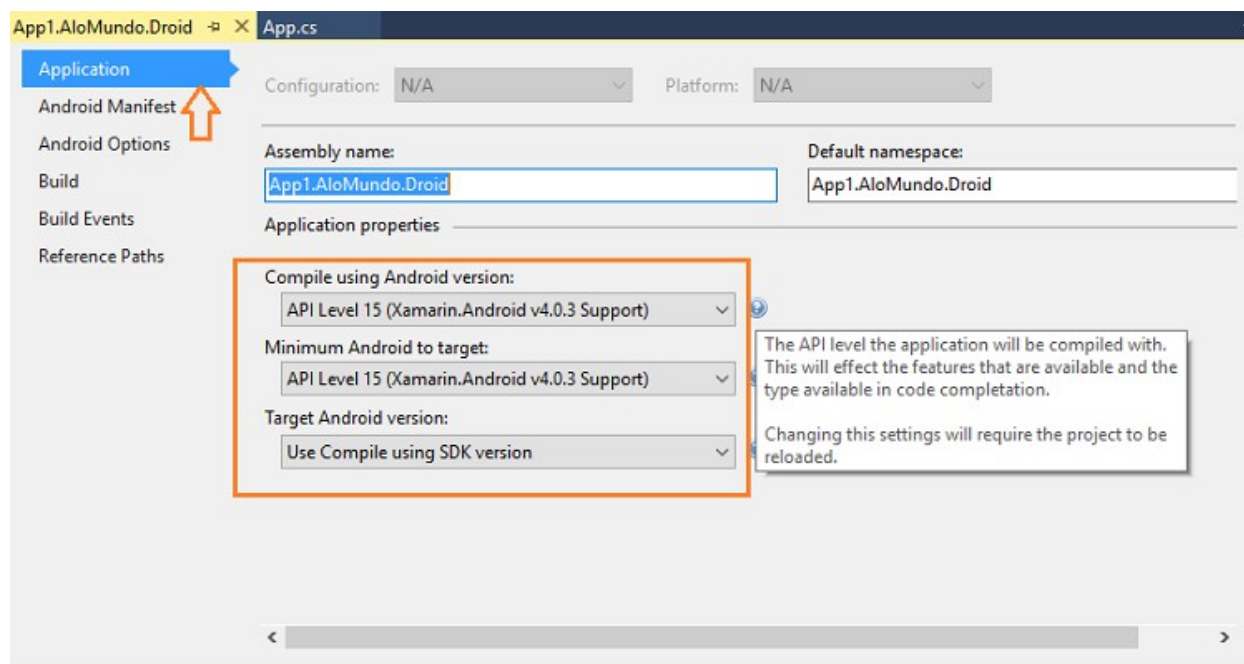 App1.AloMundo.Droid
App.cs
Application
Android Manifest
Android Options
Build
Build Events
Reference Paths
Configuration: N/A Platform: N/A
Assembly name: Default namespace:
App1.AloMundo.Droid App1.AloMundo.Droid
Application properties
Compile using Android version:
API Level 15 (Xamarin.Android v4.0.3 Support)
Minimum Android to target:
API Level 15 (Xamarin.Android v4.0.3 Support)
Target Android version:
Use Compile using SDK version
The API level the application will be compiled with.
This will effect the features that are available and the
type available in code completion.
Changing this settings will require the project to be
reloaded.